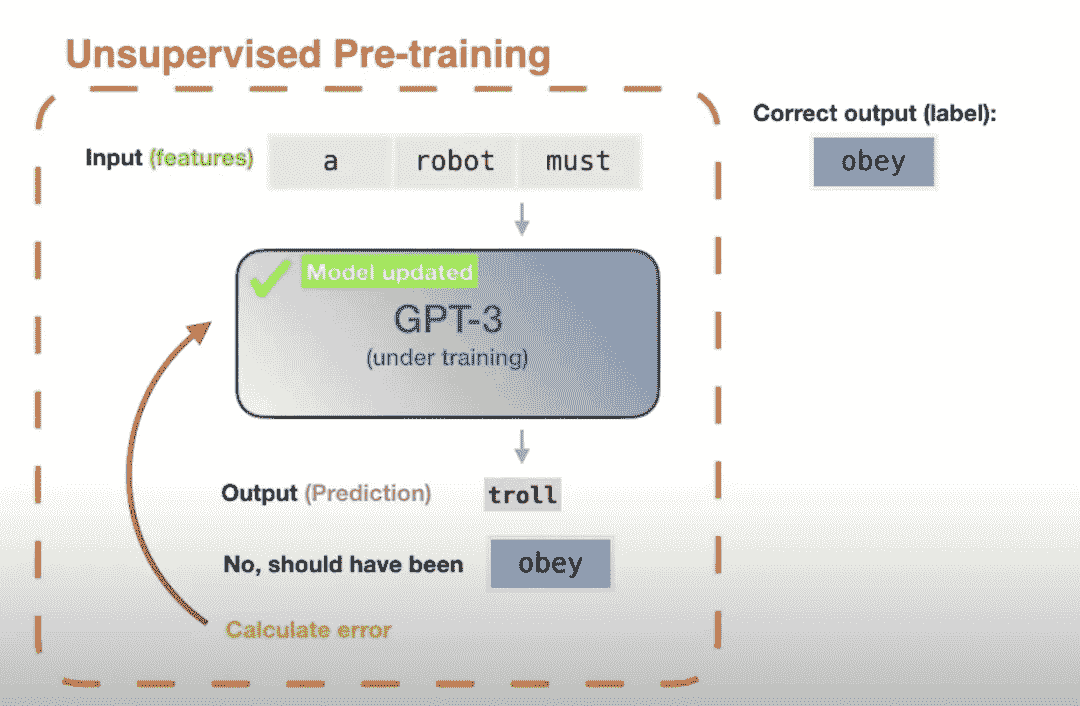 Unsupervised Pre-training
Correct output (label):
obey
Input (features) a robot must
Model updated
GPT-3
(under training)
Output (Prediction) troll
No, should have been obey
Calculate error